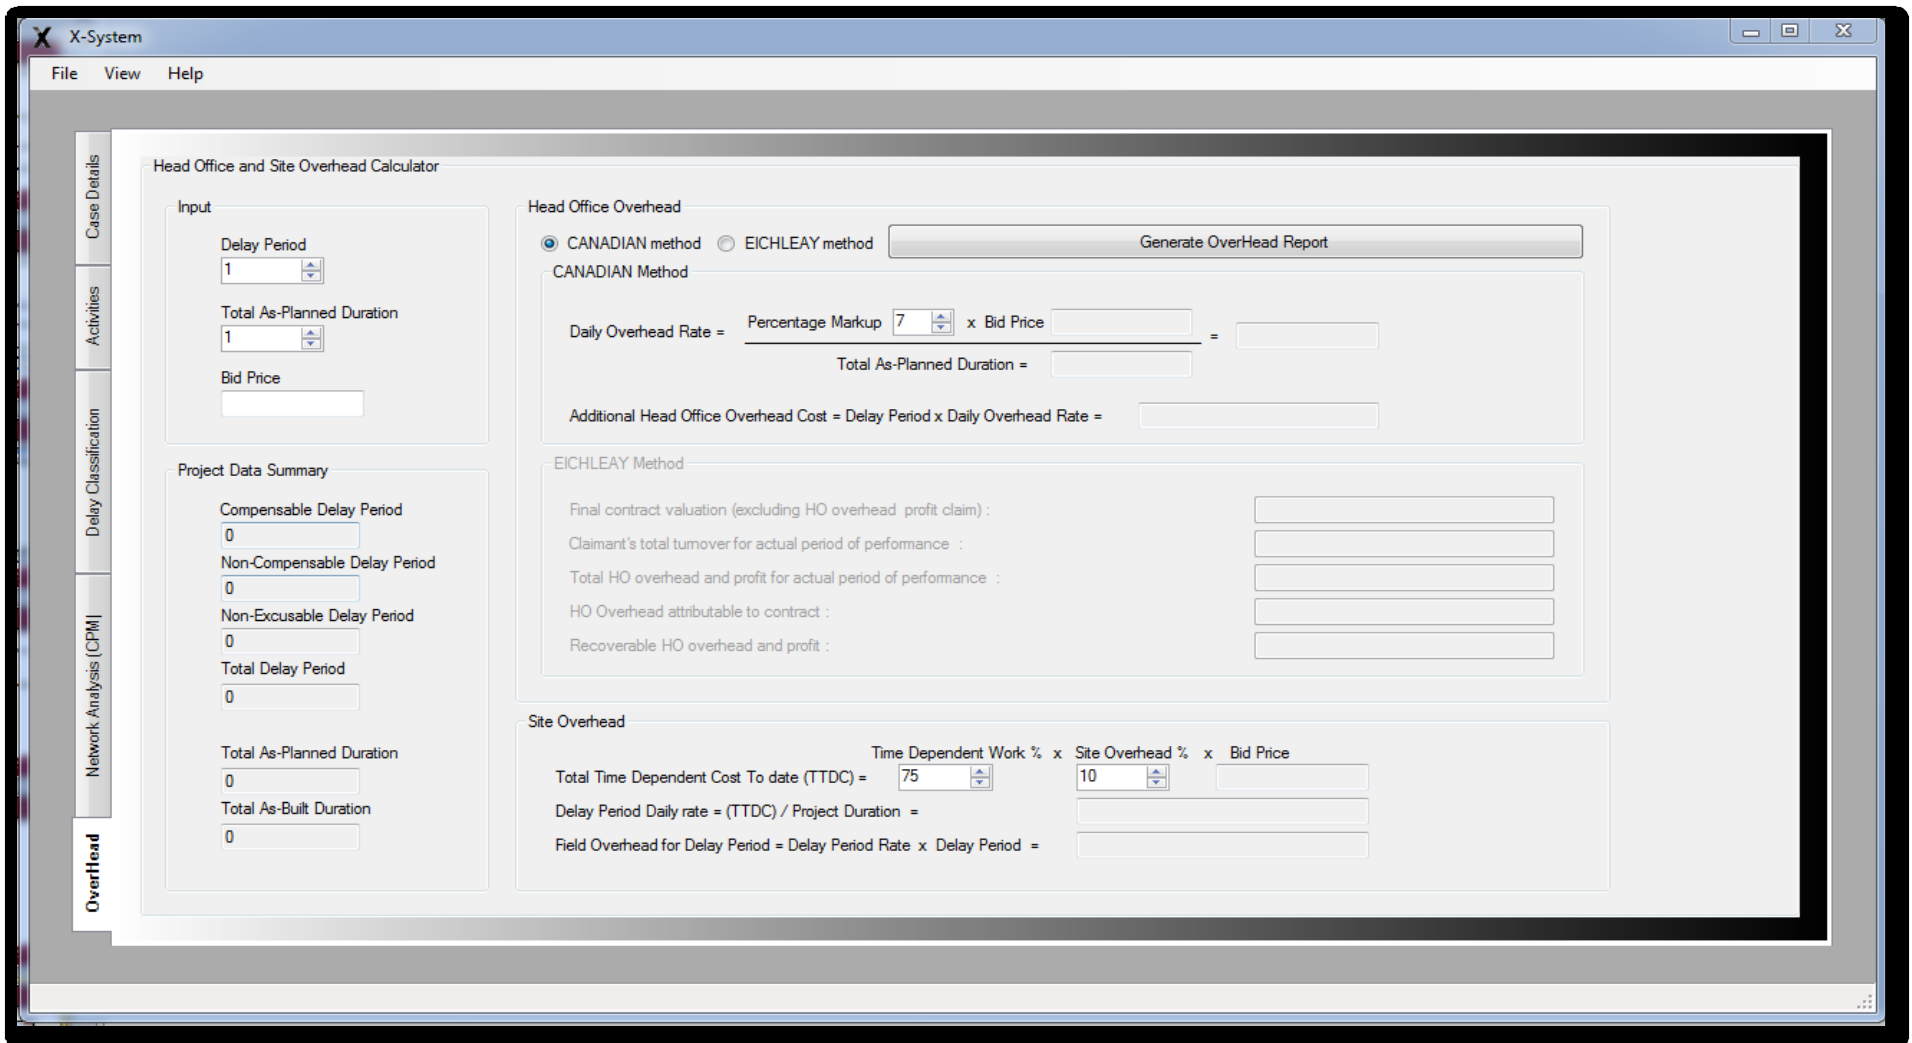 X-System
File View Help
Case Details
Activities
Delay Classification
Network Analysis (CPM)
OverHead
Head Office and Site Overhead Calculator
Input
Delay Period
1
Total As-Planned Duration
1
Bid Price
Project Data Summary
Compensable Delay Period
0
Non-Compensable Delay Period
0
Non-Excusable Delay Period
0
Total Delay Period
0
Total As-Planned Duration
0
Total As-Built Duration
0
Head Office Overhead
CANADIAN method EICHLEAY method Generate OverHead Report
CANADIAN Method
Percentage Markup 7 x Bid Price
Daily Overhead Rate = =
Total As-Planned Duration =
Additional Head Office Overhead Cost = Delay Period x Daily Overhead Rate =
EICHLEAY Method
Final contract valuation (excluding HO overhead profit claim) :
Claimant's total turnover for actual period of performance :
Total HO overhead and profit for actual period of performance :
HO Overhead attributable to contract :
Recoverable HO overhead and profit :
Site Overhead
Time Dependent Work % x Site Overhead % x Bid Price
Total Time Dependent Cost To date (TTDC) = 75 10
Delay Period Daily rate = (TTDC) / Project Duration =
Field Overhead for Delay Period = Delay Period Rate x Delay Period =